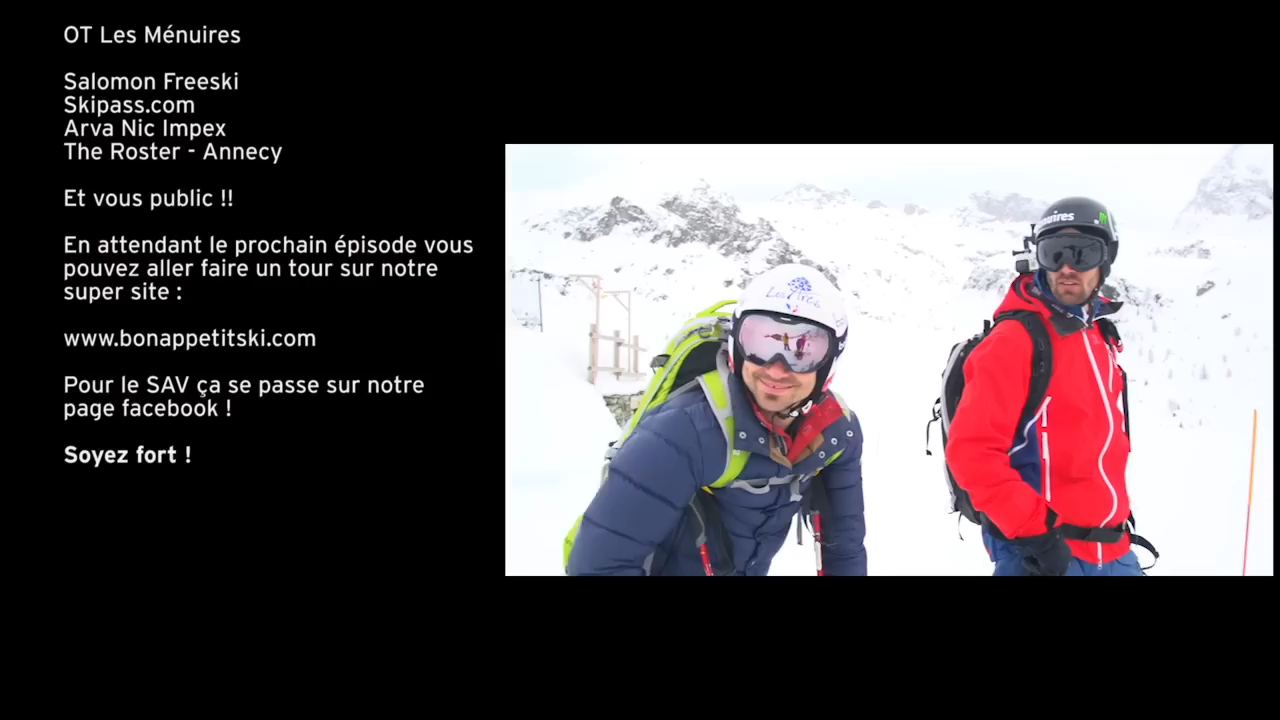 OT Les Ménuires
Salomon Freeski
Skipass.com
Arva Nic Impex
The Roster - Annecy
Et vous public !!
En attendant le prochain épisode vous
pouvez aller faire un tour sur notre
super site :
www.bonappetitski.com
Pour le SAV ça se passe sur notre
page facebook !
Soyez fort !
Les Arcs